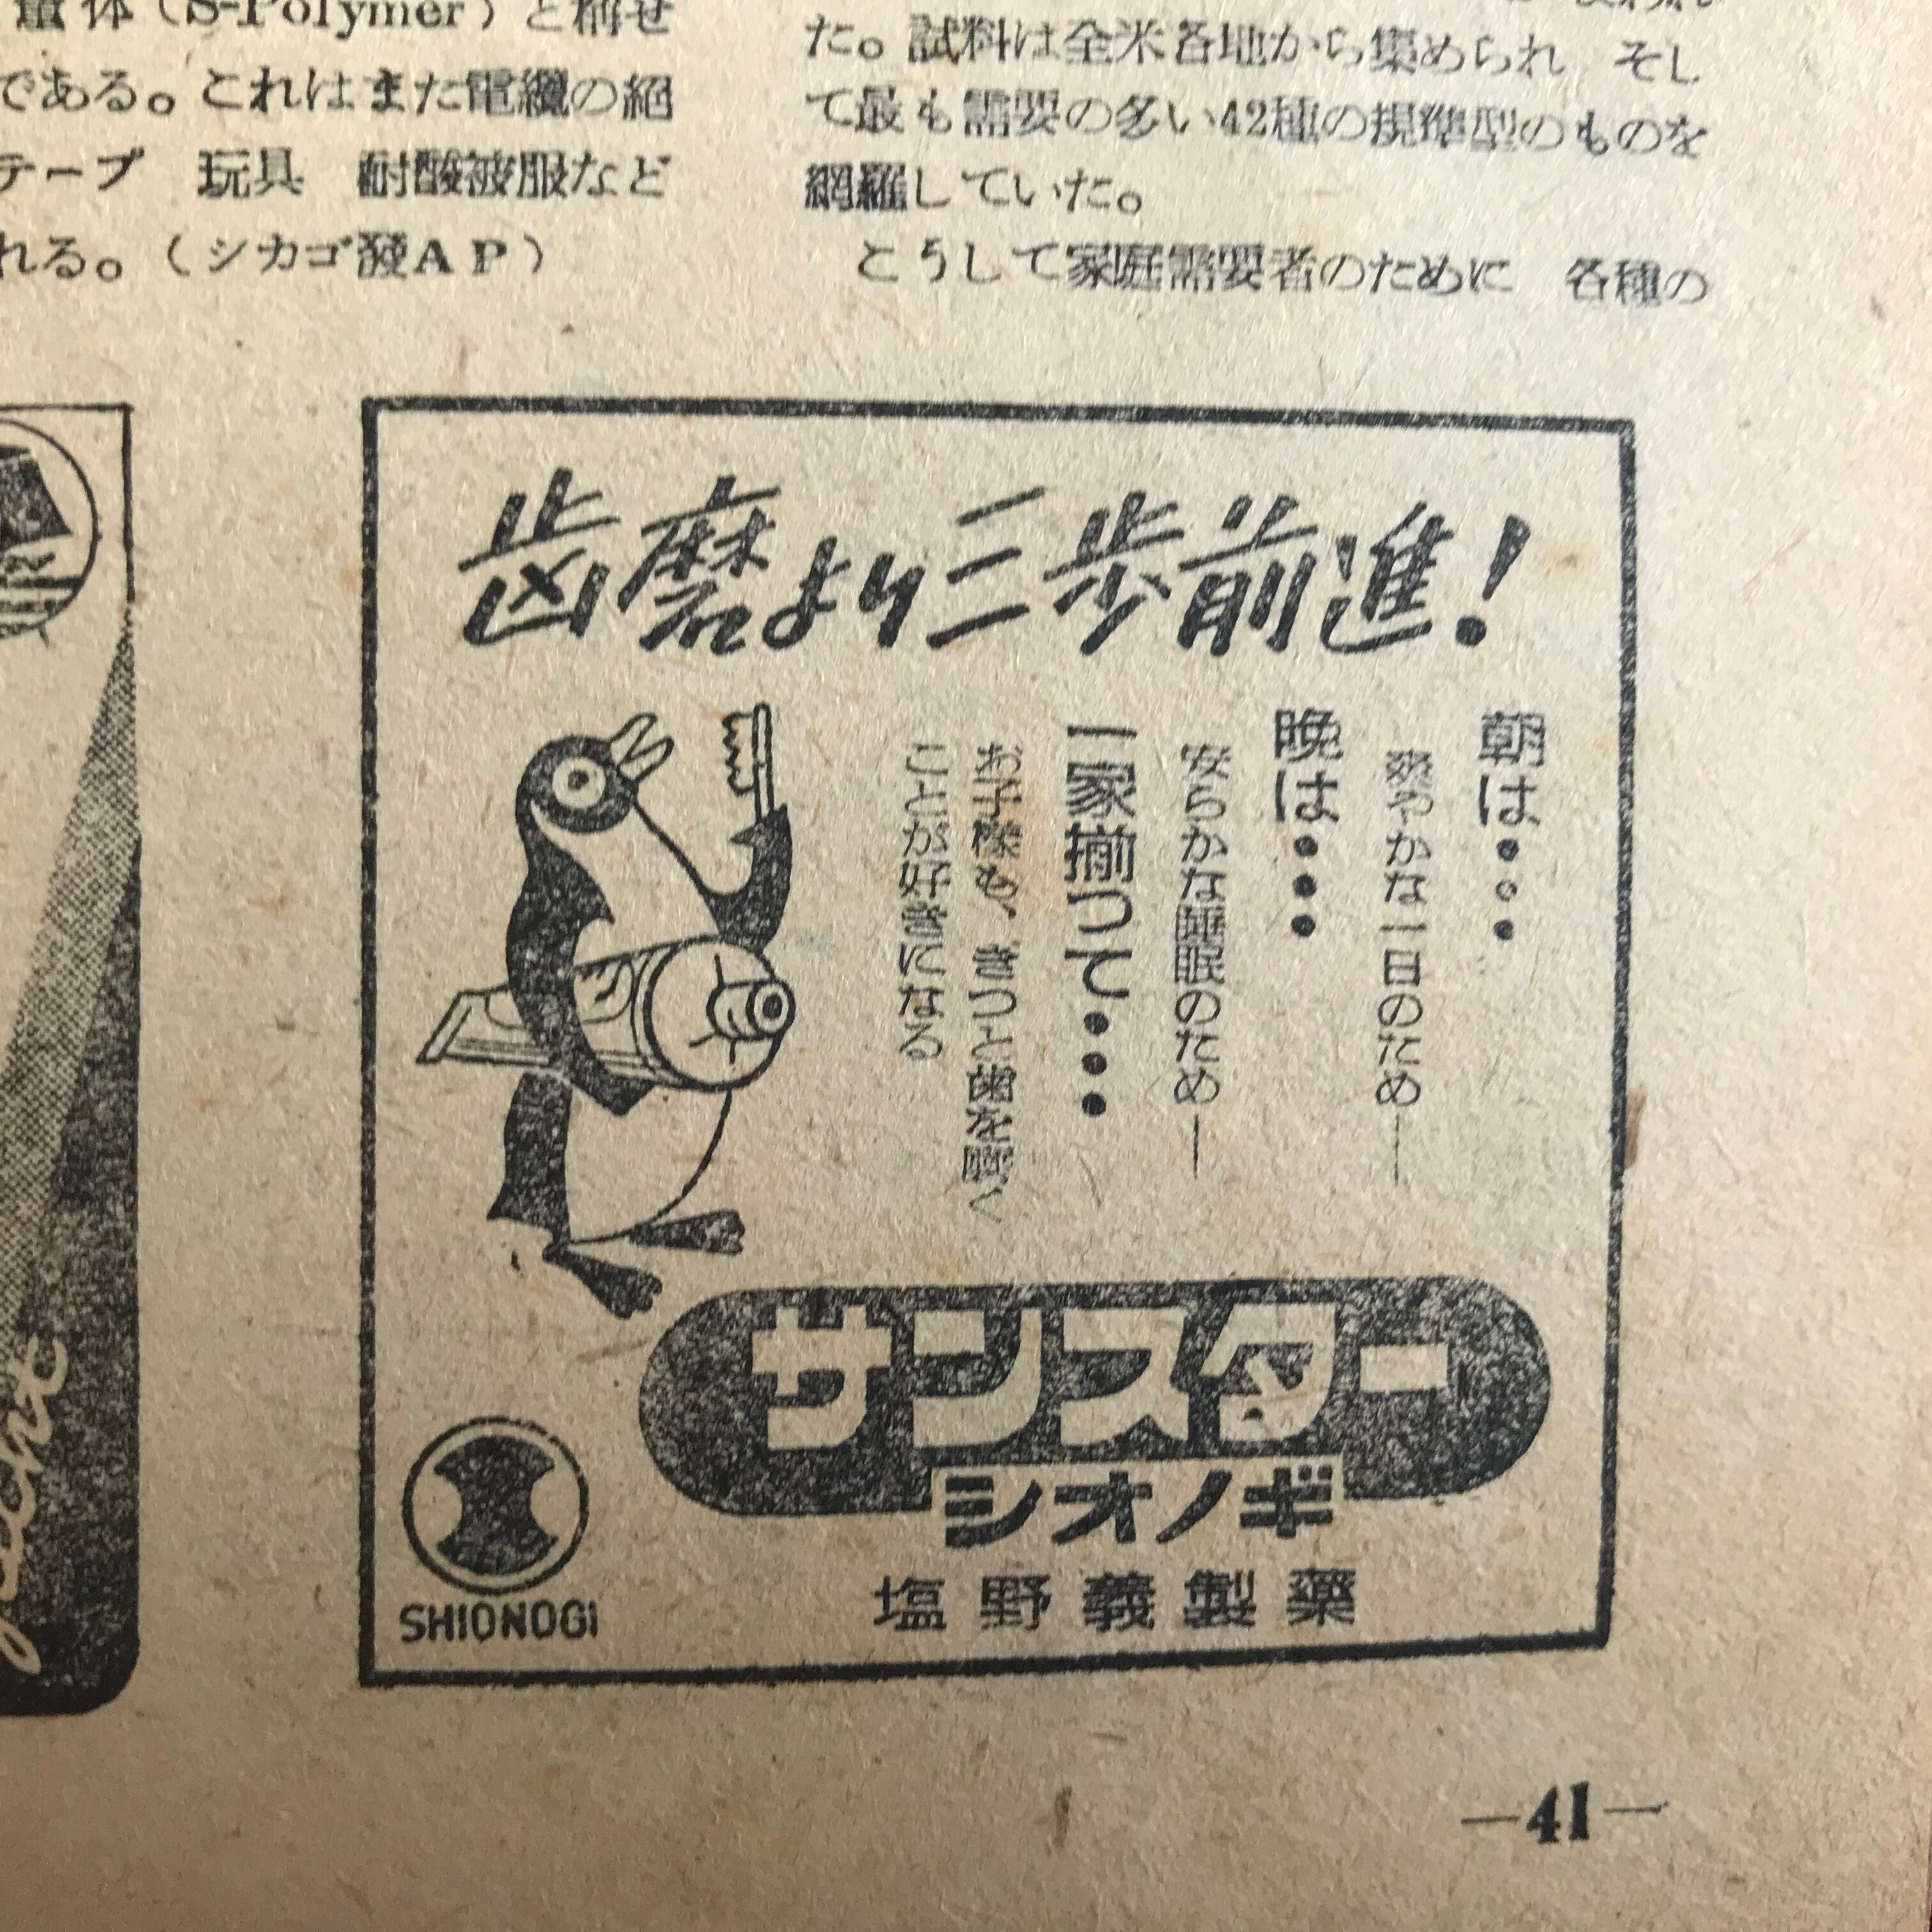 量体（S-Polymer）と稱せ
である。これはまた電纜の絕
テープ　玩具　耐酸被服など
れる。（シカゴ發ＡＰ）
た。試料は全米各地から集められ　そし
て最も需要の多い42種の規準型のものを
網羅していた。
こうして家庭需要者のために　各種の
歯磨より三歩前進!
朝は・・・
爽やかな一日のため――
晩は・・・
安らかな睡眠のため――
一家揃つて・・・
お子樣も、きつと歯を磨く
ことが好きになる
サンスター
シオノギ
塩野義製藥
SHIONOGI
—41—